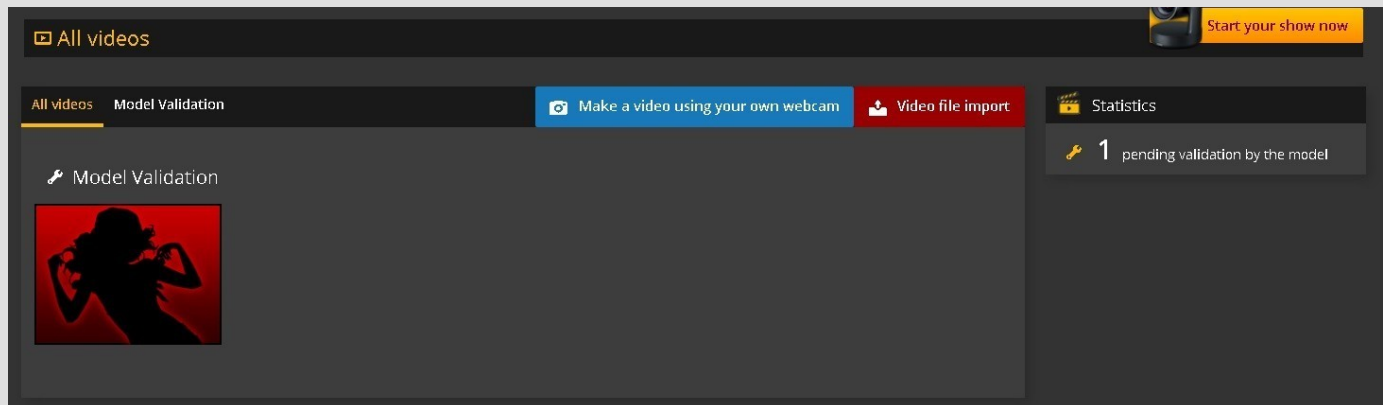 All videos
Start your show now
All videos Model Validation
Make a video using your own webcam
Video file import
Statistics
1 pending validation by the model
Model Validation